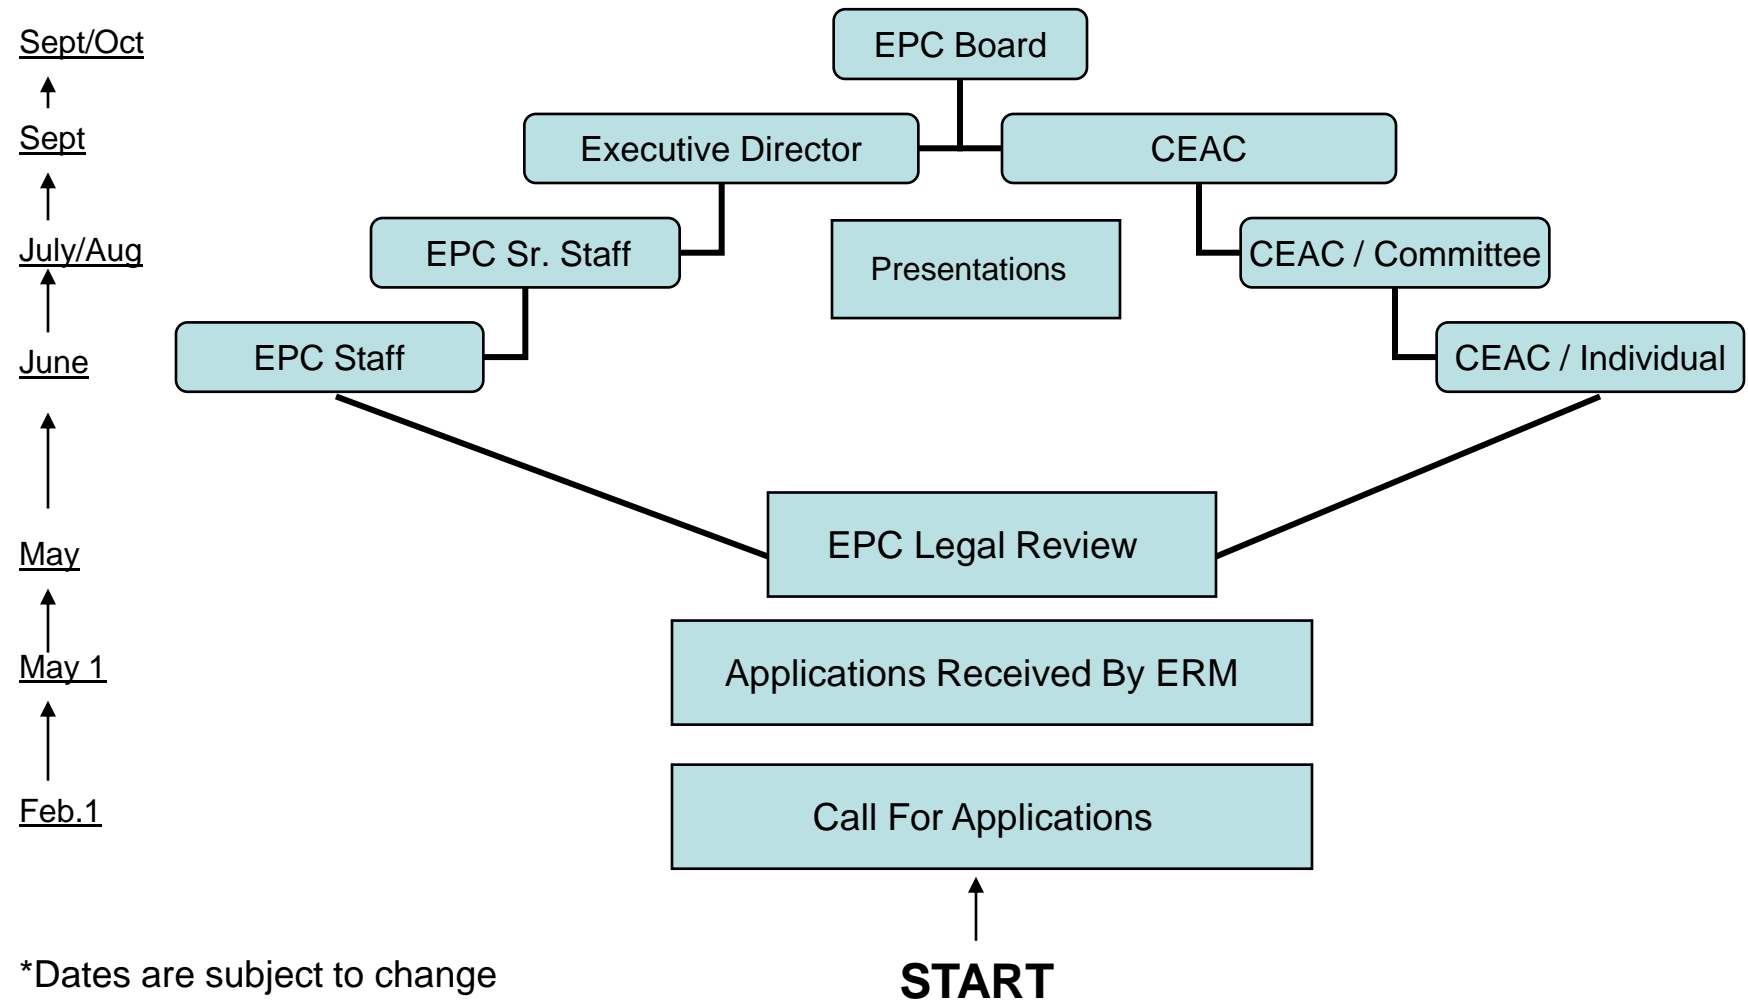 Sept/Oct
EPC Board
Sept
Executive Director
CEAC
July/Aug
EPC Sr. Staff
Presentations
CEAC / Committee
June
EPC Staff
CEAC / Individual
May
EPC Legal Review
May 1
Applications Received By ERM
Feb.1
Call For Applications
*Dates are subject to change
START